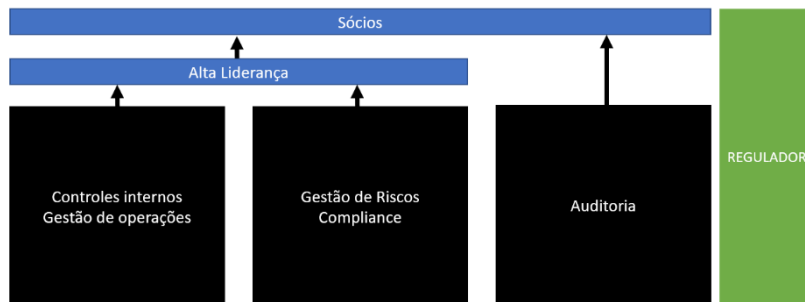 Sócios
Alta Liderança
Controles internos
Gestão de operações
Gestão de Riscos
Compliance
Auditoria
REGULADOR